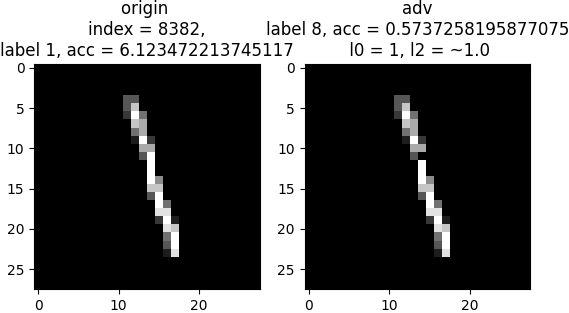 origin
index = 8382,
label 1, acc = 6.123472213745117
adv
label 8, acc = 0.5737258195877075
l0 = 1, l2 = ~1.0
0
5
10
15
20
25
0 10 20
0
5
10
15
20
25
0 10 20